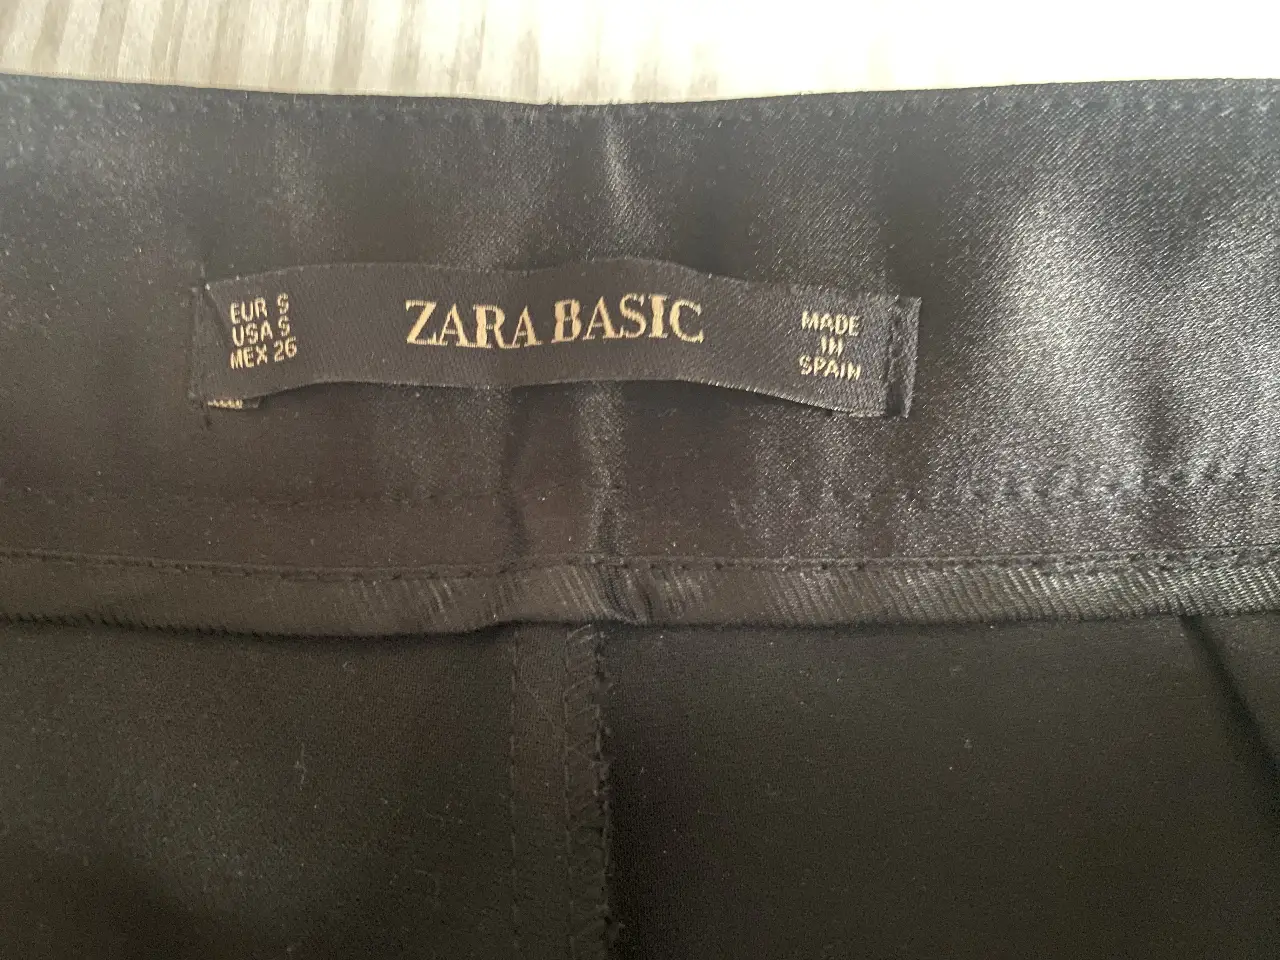 EUR S
USA S
MEX 26
ZARA BASIC
MADE
IN
SPAIN